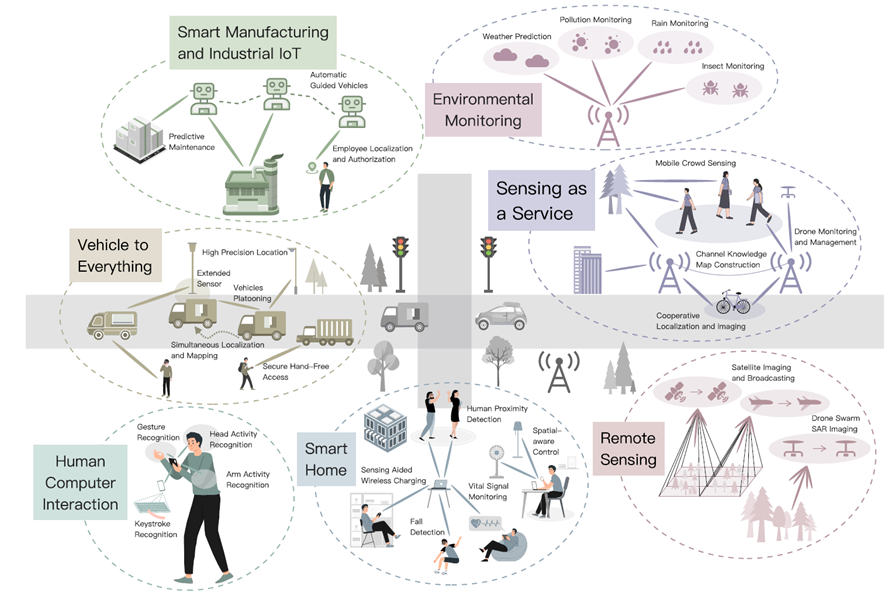 Smart Manufacturing
and Industrial IoT
Automatic
Guided Vehicles
Predictive
Maintenance
Employee Localization
and Authorization
Pollution Monitoring
Weather Prediction
Rain Monitoring
Insect Monitoring
Environmental
Monitoring
Sensing as
a Service
Mobile Crowd Sensing
Drone Monitoring
and Management
Channel Knowledge
Map Construction
Cooperative
Localization and Imaging
Vehicle to
Everything
High Precision Location
Extended
Sensor
Vehicles
Platooning
Simultaneous Localization
and Mapping
Secure Hand-Free
Access
Human
Computer
Interaction
Gesture
Recognition
Head Activity
Recognition
Arm Activity
Recognition
Keystroke
Recognition
Smart
Home
Human Proximity
Detection
Spatial-
aware
Control
Sensing Aided
Wireless Charging
Vital Signal
Monitoring
Fall
Detection
Remote
Sensing
Satellite Imaging
and Broadcasting
Drone Swarm
SAR Imaging